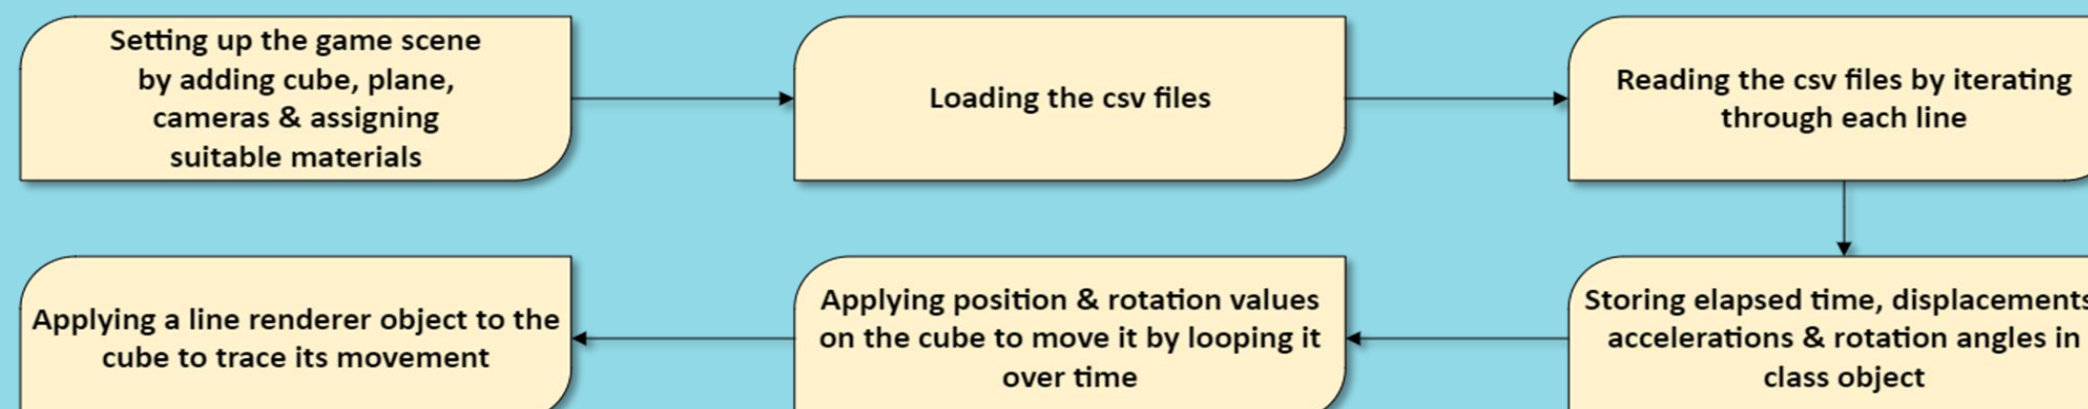 Setting up the game scene
by adding cube, plane,
cameras & assigning
suitable materials
Loading the csv files
Reading the csv files by iterating
through each line
Storing elapsed time, displacements
accelerations & rotation angles in
class object
Applying position & rotation values
on the cube to move it by looping it
over time
Applying a line renderer object to the
cube to trace its movement